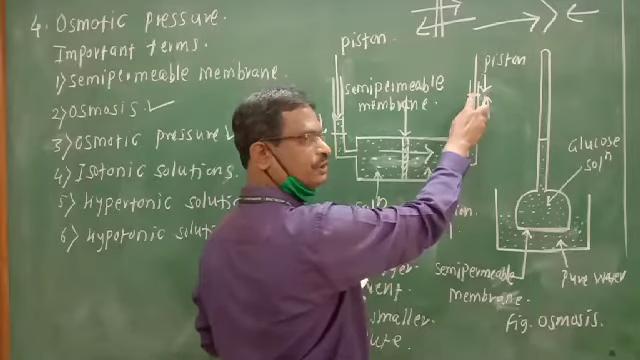 4. Osmotic pressure.
Important terms.
1) Semipermeable membrane.
2) Osmosis
3) Osmotic pressure
4) Isotonic solutions.
5) Hypertonic
6) Hypotonic
piston.
semipermeable
membrane.
piston
smaller
Glucose
soln
semipermeable
membrane.
pure water
Fig. osmosis.